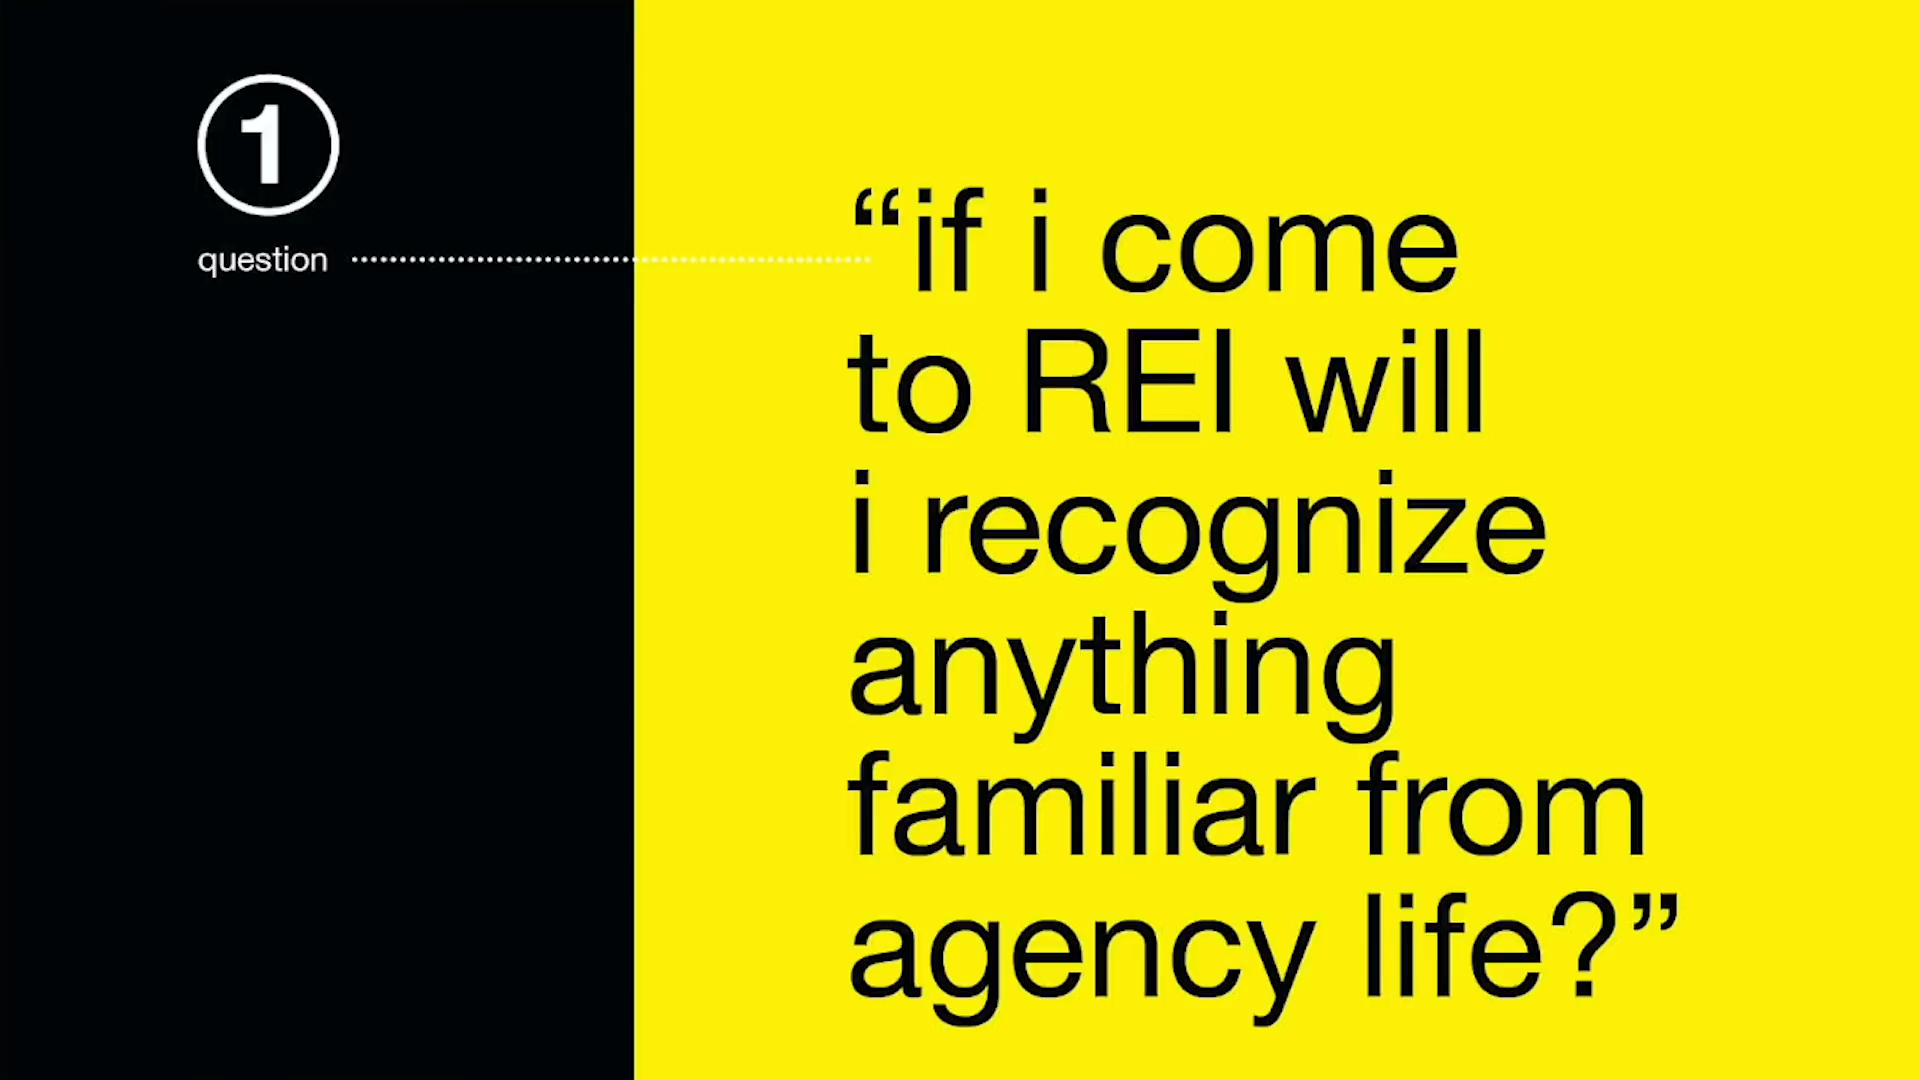 1
question
“if i come
to REI will
i recognize
anything
familiar from
agency life?”